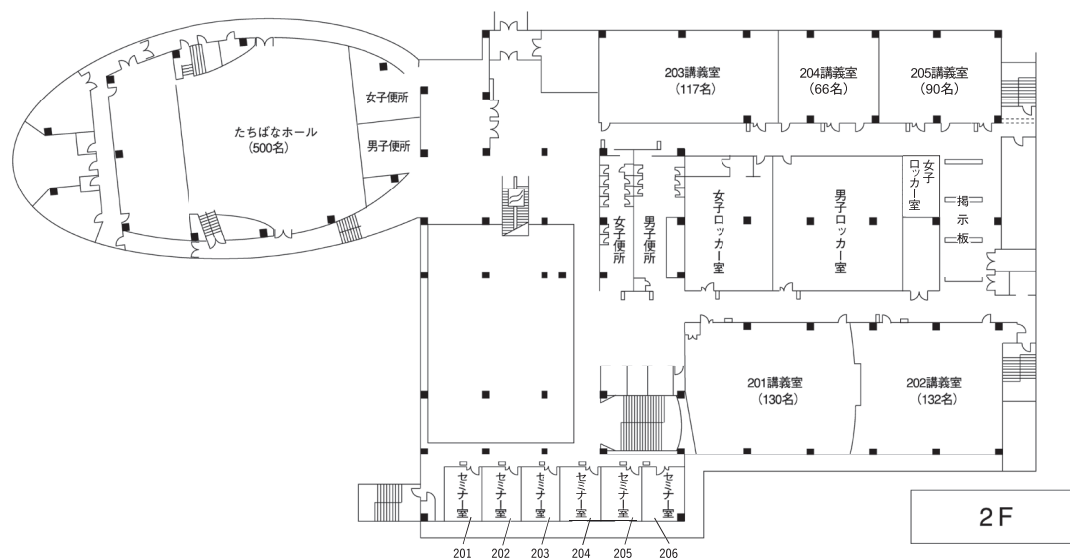 203講義室
(117名)
204講義室
(66名)
205講義室
(90名)
女子便所
たちばなホール
(500名)
男子便所
女子便所
男子便所
女子ロッカー室
男子ロッカー室
女子
ロッカー室
掲示板
201講義室
(130名)
202講義室
(132名)
セミナー室
セミナー室
セミナー室
セミナー室
セミナー室
セミナー室
201
202
203
204
205
206
2F